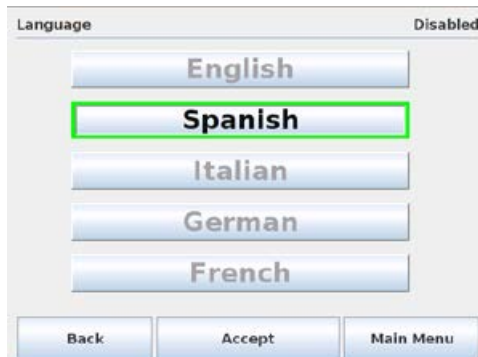 Language Disabled
English
Spanish
Italian
German
French
Back Accept Main Menu